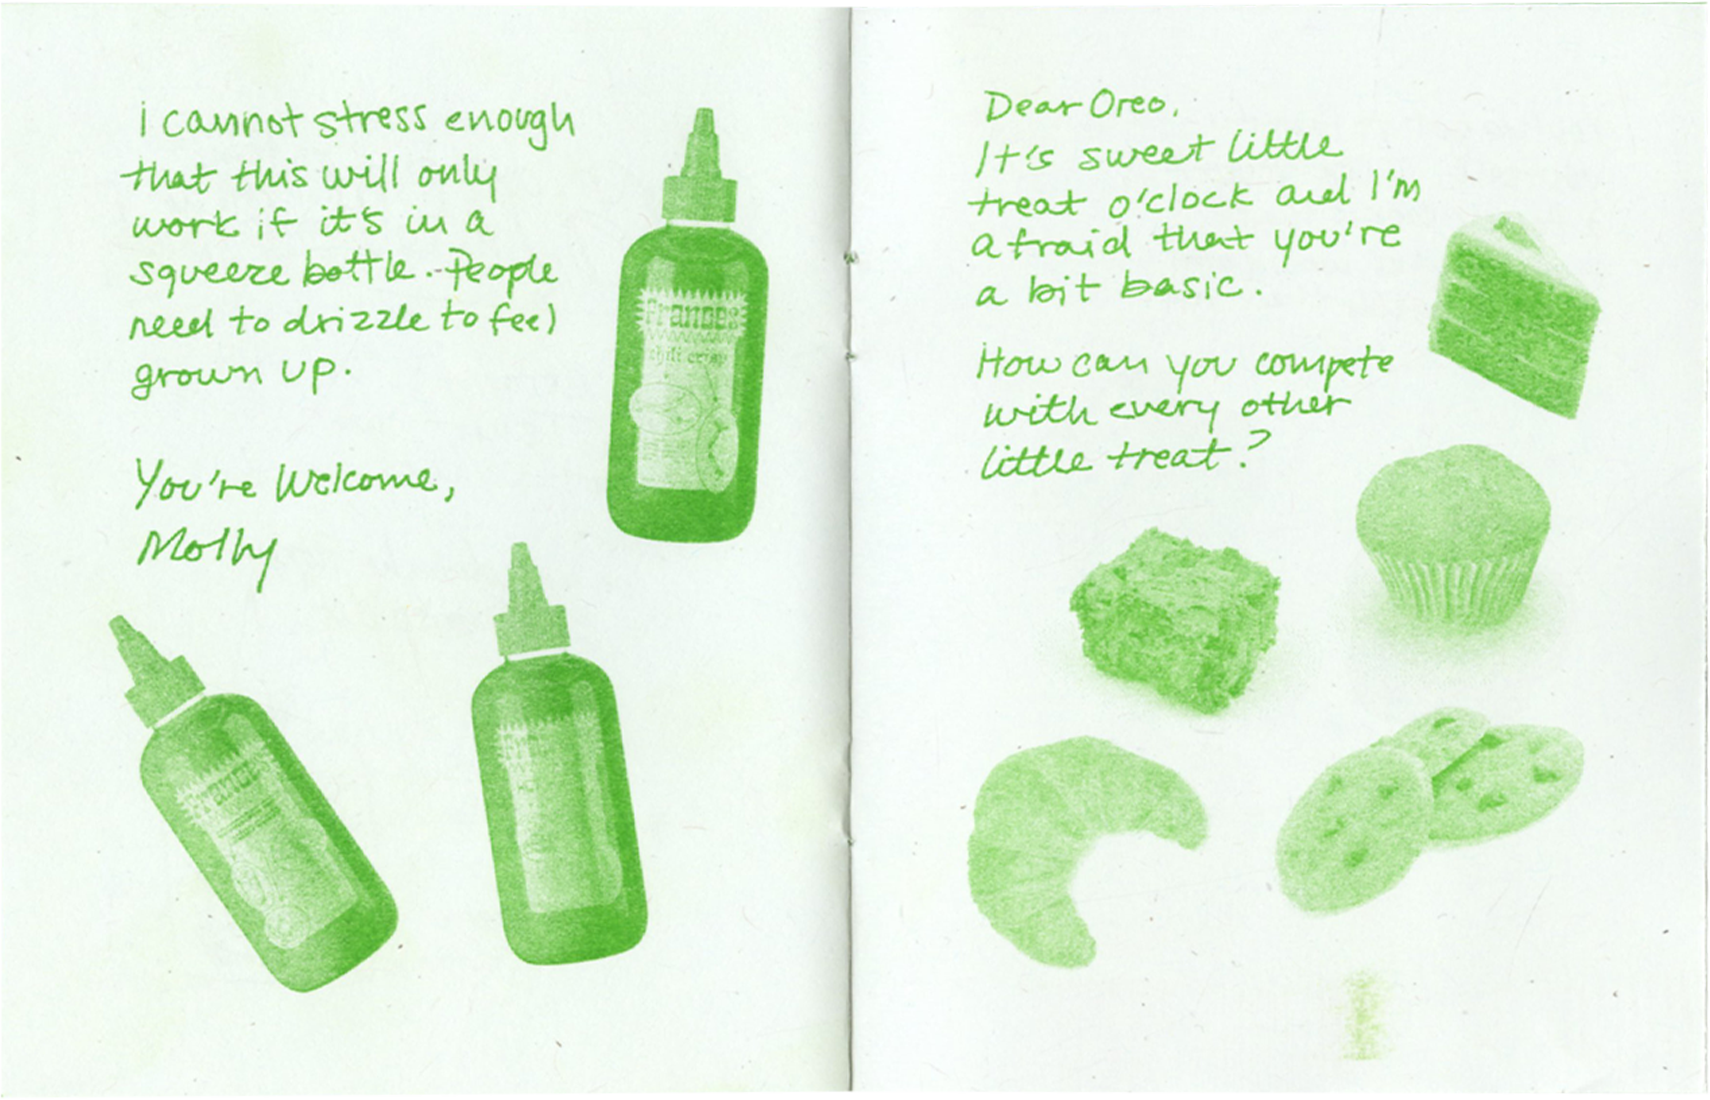 i cannot stress enough
that this will only
work if it's in a
squeeze bottle. People
need to drizzle to feel
grown up.
You're Welcome,
Molly
Frances
chili crisp
Frances
Dear Oreo,
It's sweet little
treat o'clock and I'm
afraid that you're
a bit basic.
How can you compete
with every other
little treat?